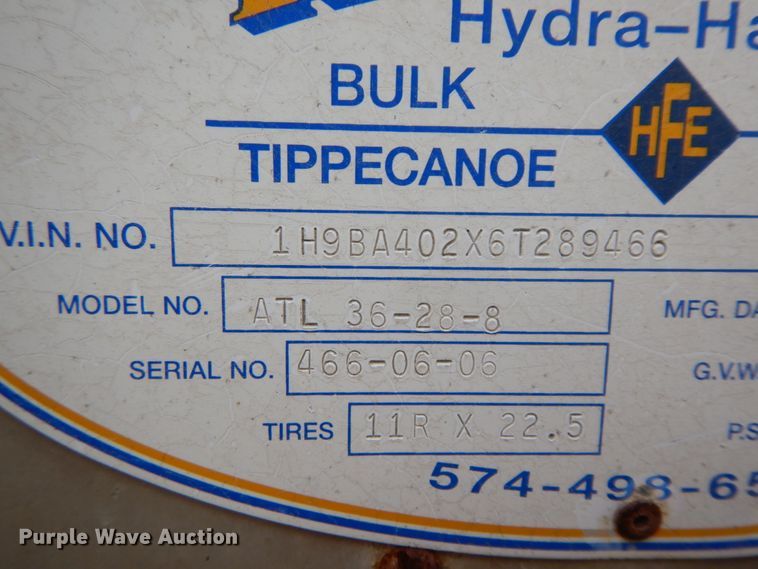 Hydra-Ha
BULK
HFE
TIPPECANOE
V.I.N. NO. 1H9BA402X6T289466
MODEL NO. ATL 36-28-8 MFG. DA
SERIAL NO. 466-06-06 G.V.W
TIRES 11R X 22.5 P.S
574-498-65
Purple Wave Auction